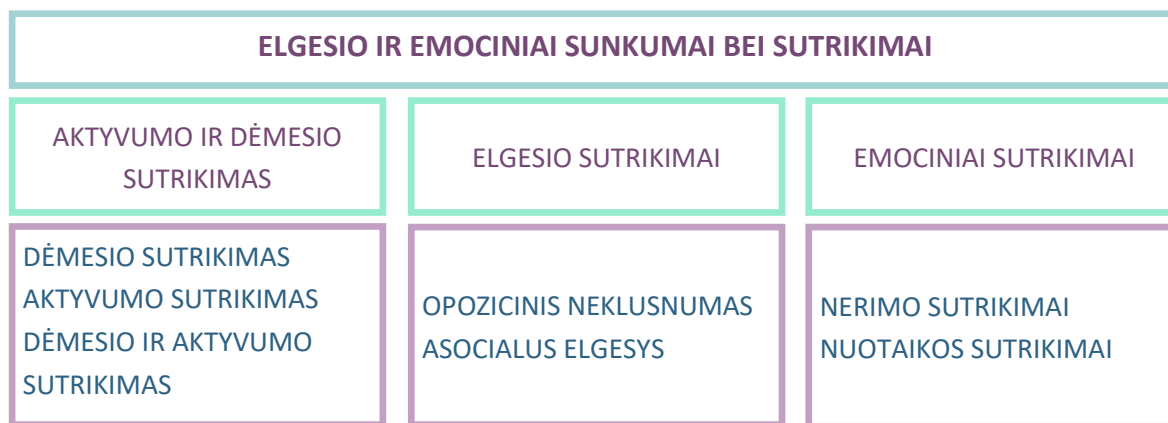 ELGESIO IR EMOCINIAI SUNKUMAI BEI SUTRIKIMAI
AKTYVUMO IR DĖMESIO
SUTRIKIMAS
ELGESIO SUTRIKIMAI
EMOCINIAI SUTRIKIMAI
DĖMESIO SUTRIKIMAS
AKTYVUMO SUTRIKIMAS
DĖMESIO IR AKTYVUMO
SUTRIKIMAS
OPOZICINIS NEKLUSNUMAS
ASOCIALUS ELGESYS
NERIMO SUTRIKIMAI
NUOTAIKOS SUTRIKIMAI